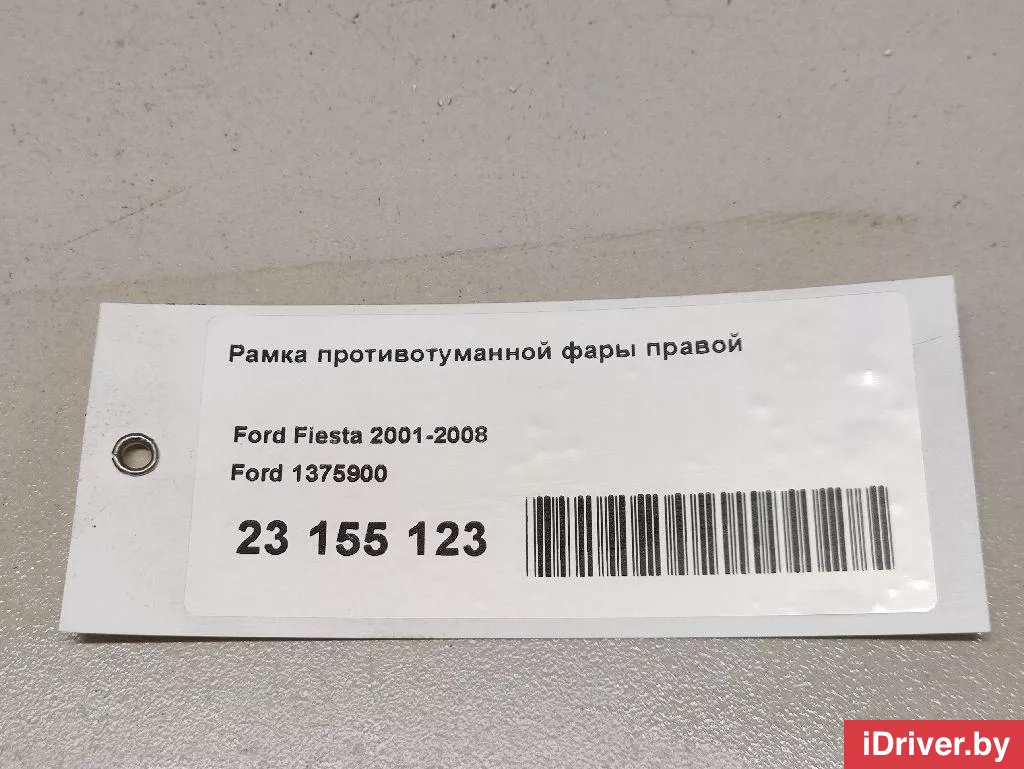 Рамка противотуманной фары правой
Ford Fiesta 2001-2008
Ford 1375900
23 155 123
iDriver.by